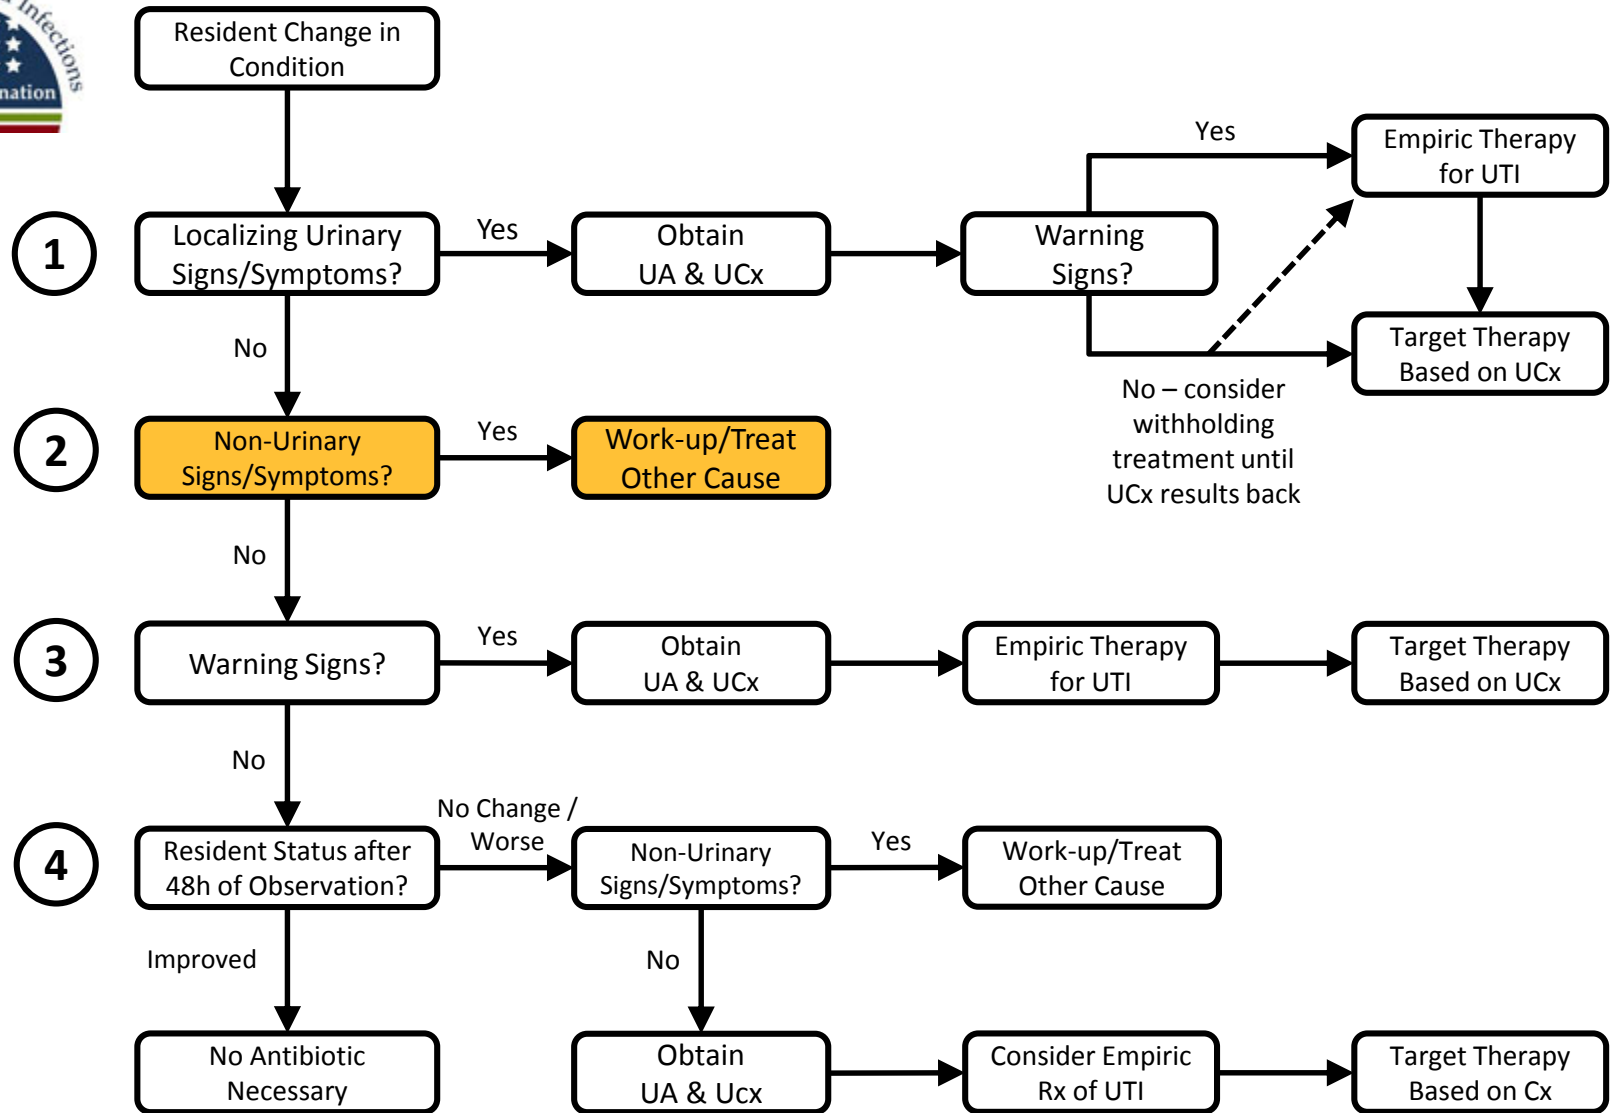 Infections
nation
Resident Change in
Condition
1
Localizing Urinary
Signs/Symptoms?
Yes
Obtain
UA & UCx
Warning
Signs?
Yes
Empiric Therapy
for UTI
Target Therapy
Based on UCx
No – consider
withholding
treatment until
UCx results back
No
2
Non-Urinary
Signs/Symptoms?
Yes
Work-up/Treat
Other Cause
No
3
Warning Signs?
Yes
Obtain
UA & UCx
Empiric Therapy
for UTI
Target Therapy
Based on UCx
No
4
Resident Status after
48h of Observation?
No Change /
Worse
Non-Urinary
Signs/Symptoms?
Yes
Work-up/Treat
Other Cause
Improved
No
No Antibiotic
Necessary
Obtain
UA & Ucx
Consider Empiric
Rx of UTI
Target Therapy
Based on Cx